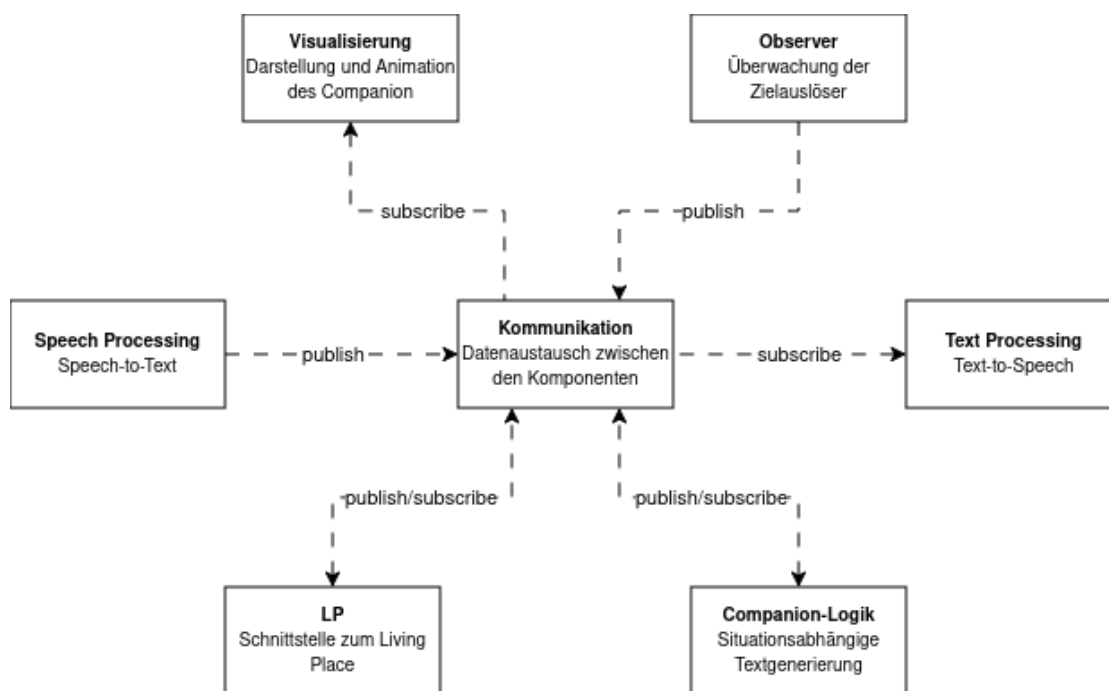 Visualisierung
Darstellung und Animation
des Companion
Observer
Überwachung der
Zielauslöser
subscribe
publish
Speech Processing
Speech-to-Text
publish
Kommunikation
Datenaustausch zwischen
den Komponenten
subscribe
Text Processing
Text-to-Speech
publish/subscribe
publish/subscribe
LP
Schnittstelle zum Living
Place
Companion-Logik
Situationsabhängige
Textgenerierung